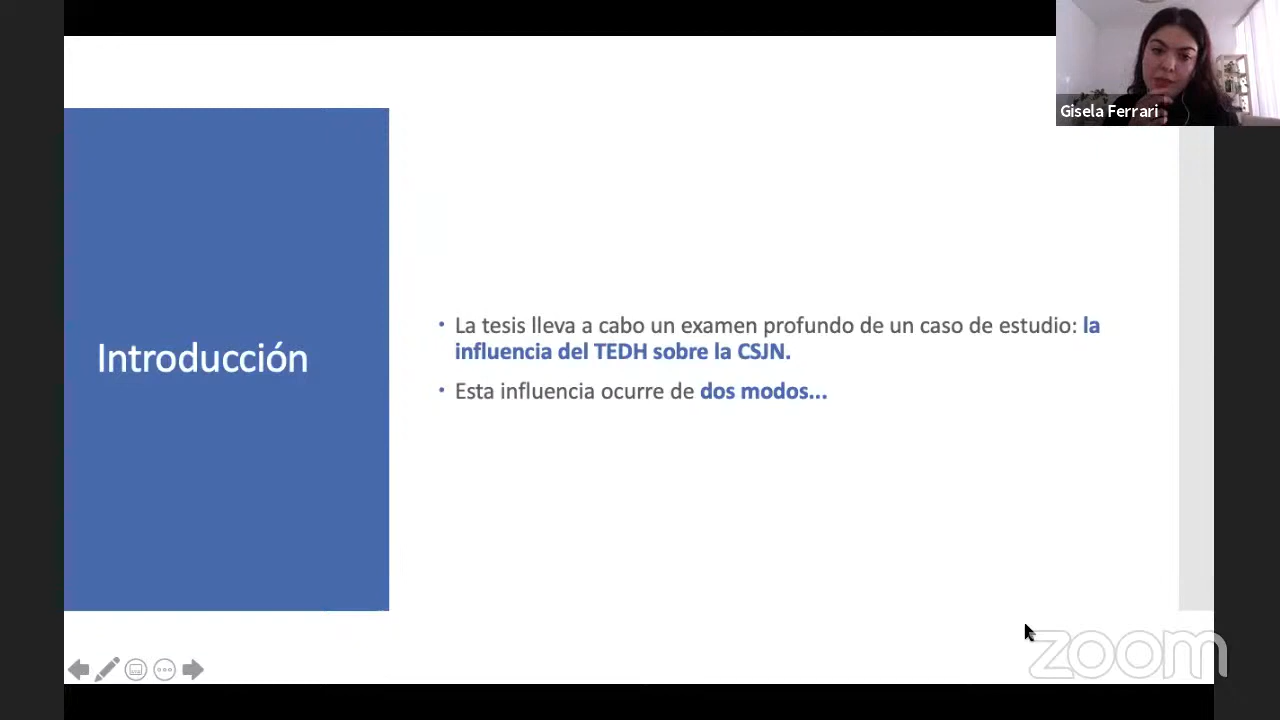 Gisela Ferrari
Introducción
• La tesis lleva a cabo un examen profundo de un caso de estudio: la
influencia del TEDH sobre la CSJN.
• Esta influencia ocurre de dos modos...
zoom